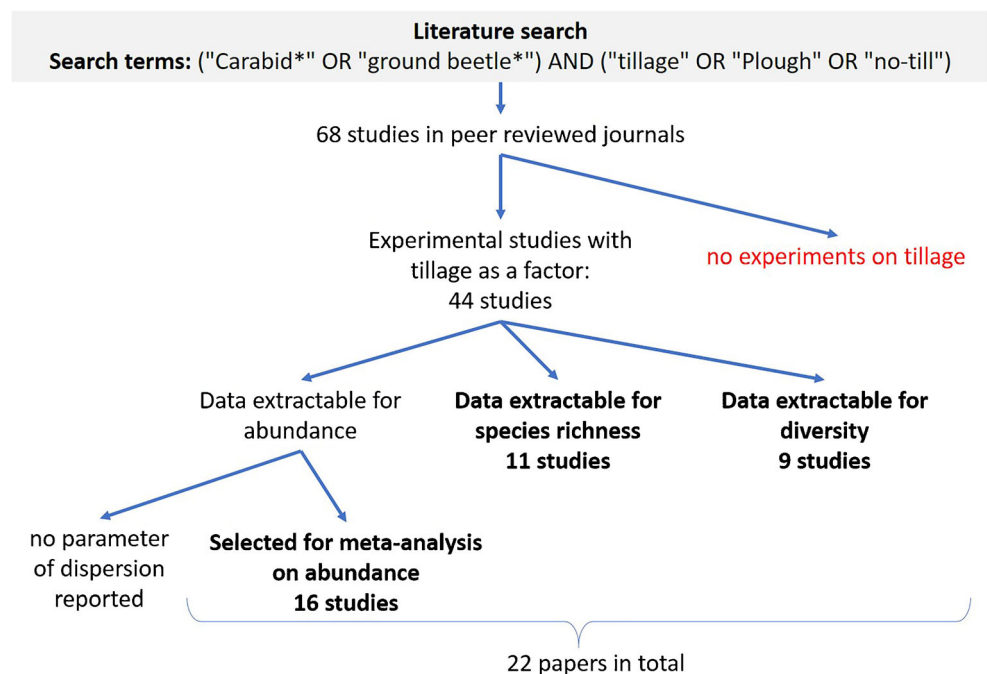 Literature search
Search terms: ("Carabid*" OR "ground beetle*") AND ("tillage" OR "Plough" OR "no-till")
68 studies in peer reviewed journals
Experimental studies with
tillage as a factor:
44 studies
no experiments on tillage
Data extractable for
abundance
Data extractable for
species richness
11 studies
Data extractable for
diversity
9 studies
no parameter
of dispersion
reported
Selected for meta-analysis
on abundance
16 studies
22 papers in total